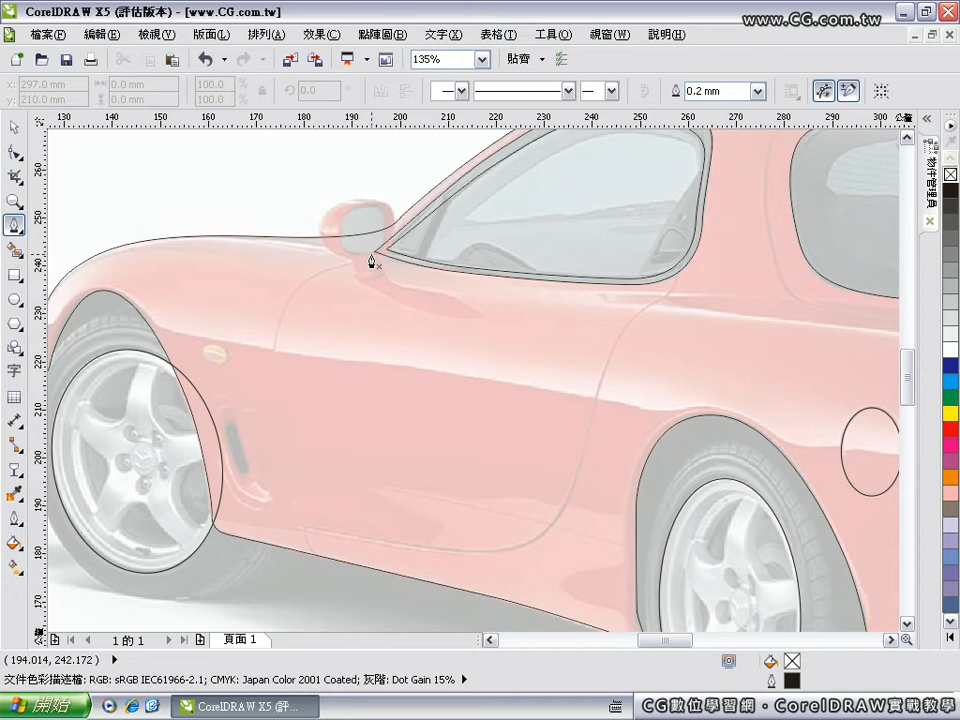 CorelDRAW X5 (評估版本) - [www.CG.com.tw]
www.CG.com.tw
檔案(F) 編輯(E) 檢視(V) 版面(L) 排列(A) 效果(C) 點陣圖(B) 文字(X) 表格(T) 工具(O) 視窗(W) 說明(H)
135% 貼齊
x: 297.0 mm 0.0 mm 100.0 % 0.0 0.2 mm
y: 210.0 mm 0.0 mm 100.0 %
130 140 150 160 170 180 190 200 210 220 230 240 250 260 270 280 290 300 公釐
260
250
240
230
220
210
200
190
180
170
物件管理員
字
1 的 1 頁面 1
( 194.014, 242.172 )
文件色彩描述檔: RGB: sRGB IEC61966-2.1; CMYK: Japan Color 2001 Coated; 灰階: Dot Gain 15%
開始 CorelDRAW X5 (評...
CG數位學習網・CorelDRAW實戰教學